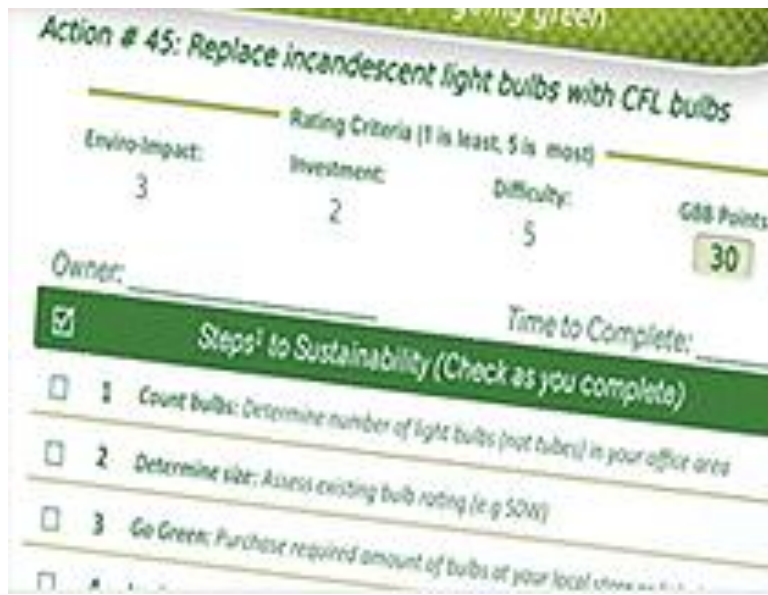 going green
Action # 45: Replace incandescent light bulbs with CFL bulbs
Rating Criteria (1 is least, 5 is most)
Enviro-Impact: Investment: Difficulty: GBB Points
3 2 5 30
Owner: Time to Complete:
Steps¹ to Sustainability (Check as you complete)
1 Count bulbs: Determine number of light bulbs (not tubes) in your office area
2 Determine size: Assess existing bulb rating (e.g 50W)
3 Go Green: Purchase required amount of bulbs at your local store